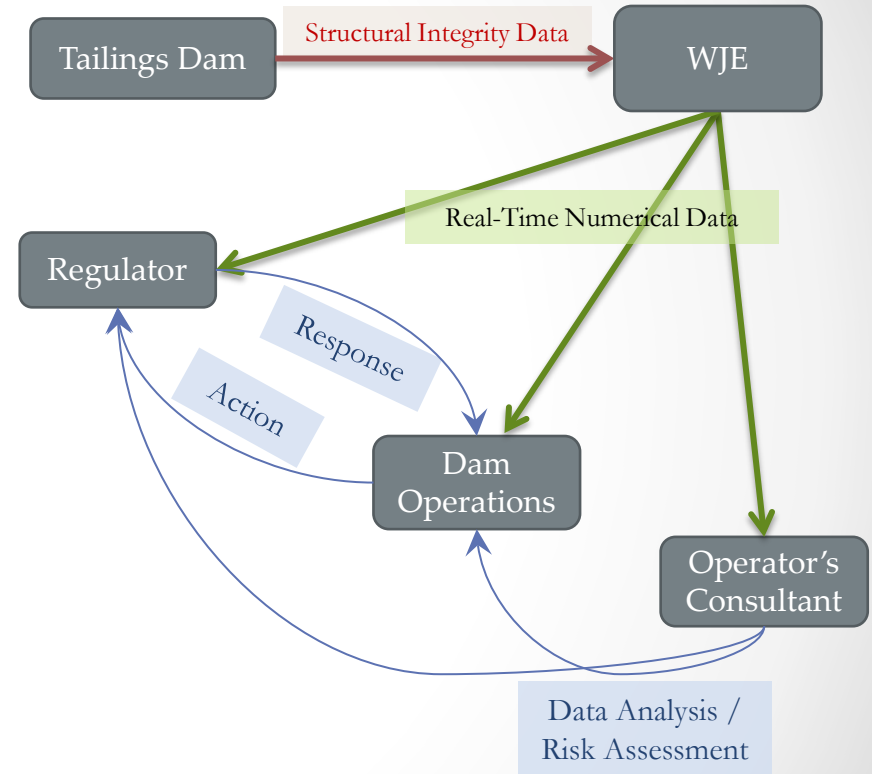 Structural Integrity Data
Tailings Dam
WJE
Real-Time Numerical Data
Regulator
Response
Action
Dam
Operations
Operator's
Consultant
Data Analysis /
Risk Assessment